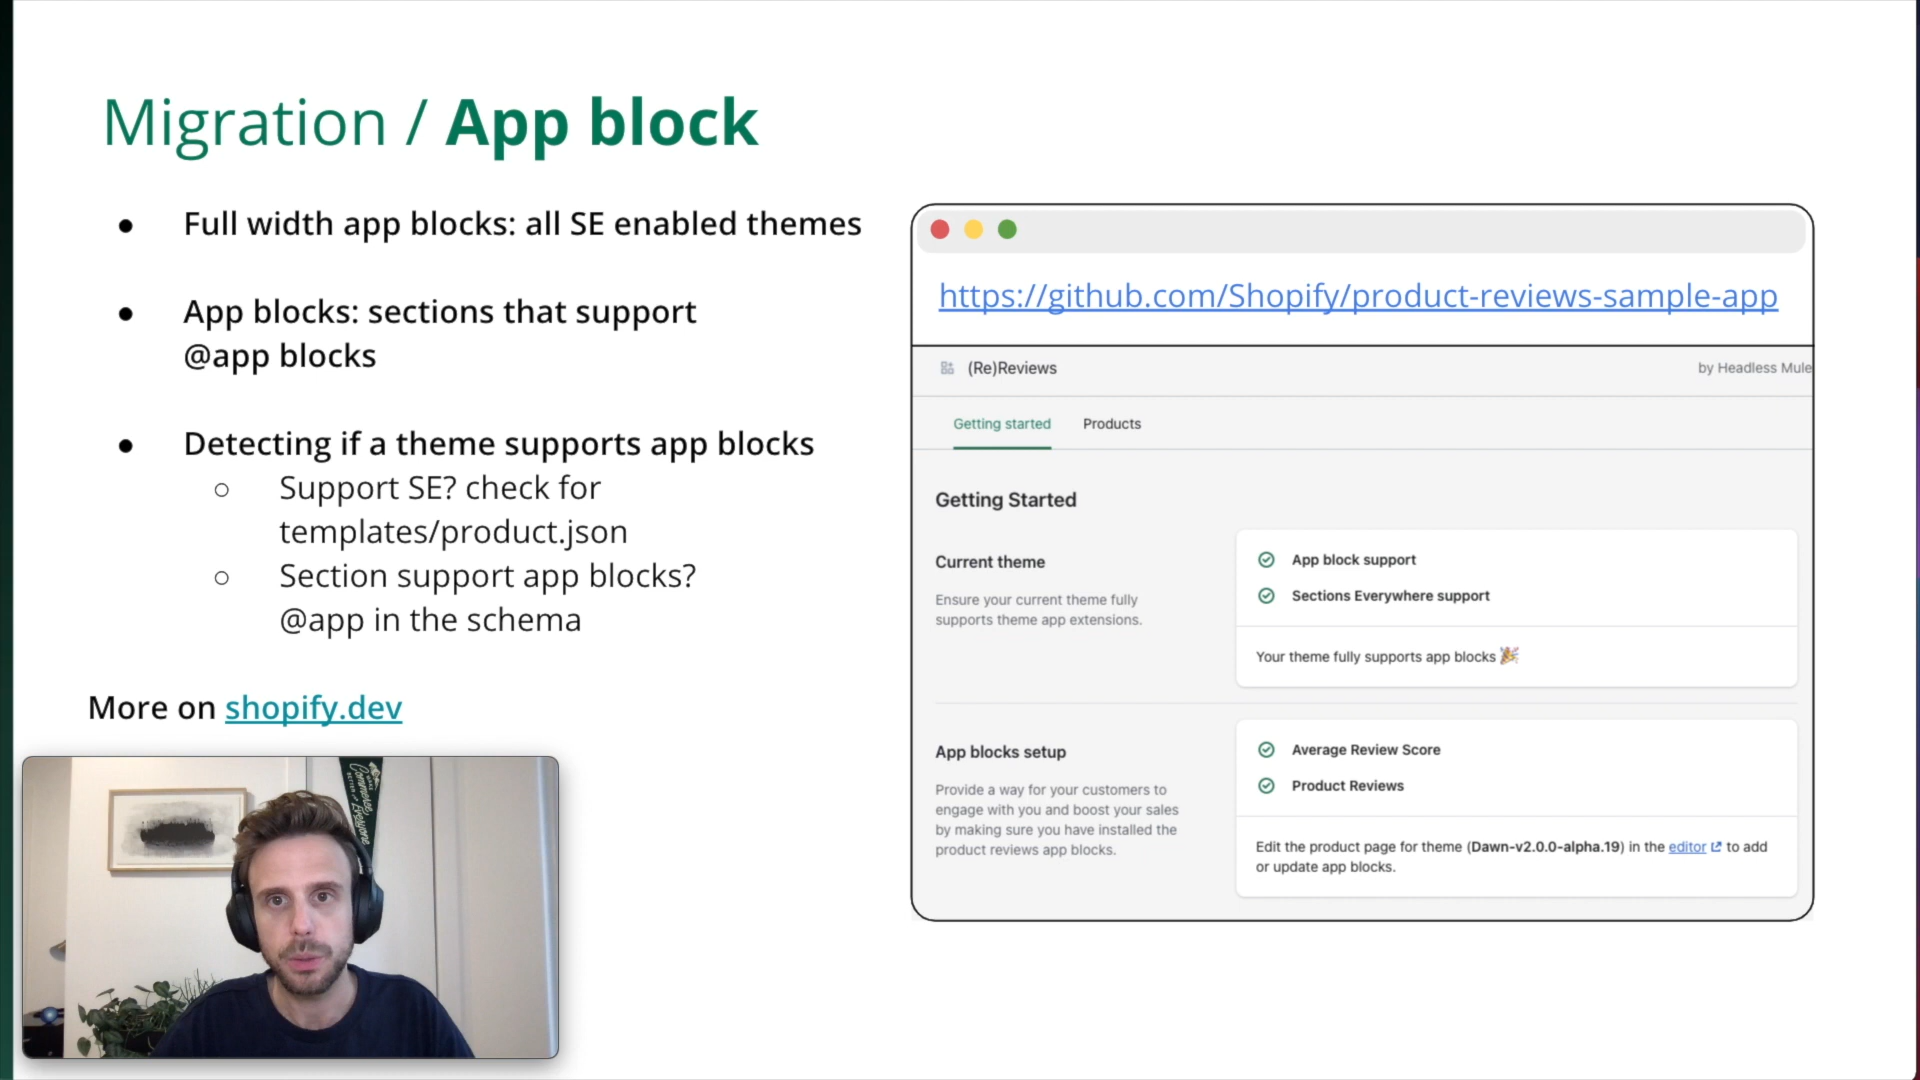 Migration / App block
● Full width app blocks: all SE enabled themes
● App blocks: sections that support
@app blocks
● Detecting if a theme supports app blocks
○ Support SE? check for
templates/product.json
○ Section support app blocks?
@app in the schema
More on shopify.dev
https://github.com/Shopify/product-reviews-sample-app
(Re)Reviews
by Headless Mule
Getting started
Products
Getting Started
Current theme
Ensure your current theme fully
supports theme app extensions.
App block support
Sections Everywhere support
Your theme fully supports app blocks 🎉
App blocks setup
Provide a way for your customers to
engage with you and boost your sales
by making sure you have installed the
product reviews app blocks.
Average Review Score
Product Reviews
Edit the product page for theme (Dawn-v2.0.0-alpha.19) in the editor to add
or update app blocks.
Commerce
Everyone